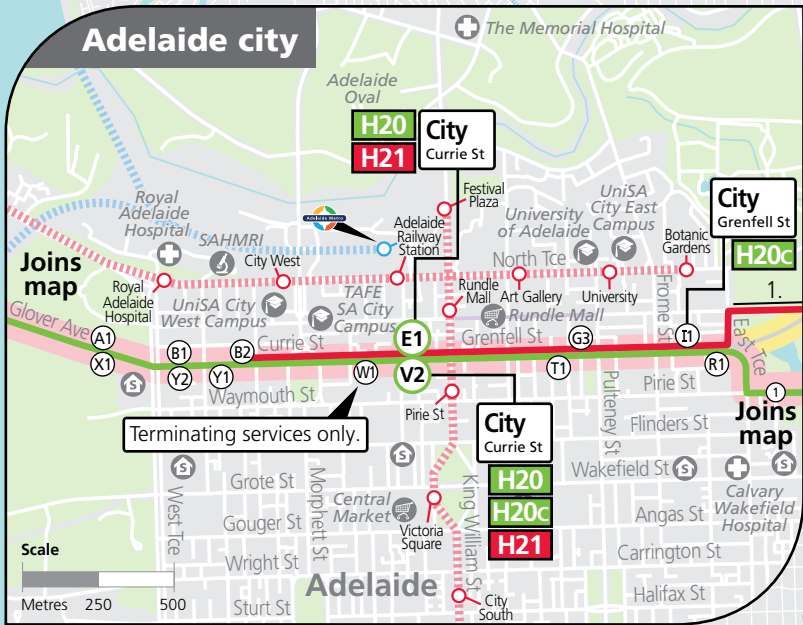 Adelaide city
The Memorial Hospital
Adelaide
Oval
H20
H21
City
Currie St
Festival
Plaza
Royal
Adelaide
Hospital
SAHMRI
Adelaide Metro
Adelaide
Railway
Station
University
of Adelaide
UniSA
City East
Campus
City
Grenfell St
H20c
Botanic
Gardens
North Tce
City West
Joins
map
Royal
Adelaide
Hospital
UniSA City
West Campus
TAFE
SA City
Campus
Rundle
Mall
Art Gallery
University
Rundle Mall
Frome St
1.
Glover Ave
A1
X1
B1
Y2
B2
Y1
Currie St
E1
V2
W1
Grenfell St
G3
T1
I1
R1
East Tce
1
Joins
map
Waymouth St
Pirie St
Pirie St
Pulteney St
Flinders St
Terminating services only.
City
Currie St
H20
H20c
H21
Wakefield St
S
S
S
S
S
Calvary
Wakefield
Hospital
West Tce
Grote St
Morphett St
Central
Market
Victoria
Square
King William St
Gouger St
Angas St
Wright St
Carrington St
Sturt St
Adelaide
City
South
Halifax St
Scale
Metres 250 500